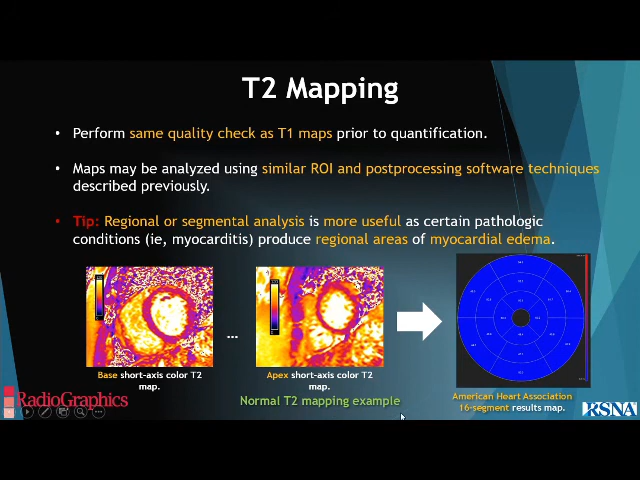 T2 Mapping
• Perform same quality check as T1 maps prior to quantification.
• Maps may be analyzed using similar ROI and postprocessing software techniques
described previously.
• Tip: Regional or segmental analysis is more useful as certain pathologic
conditions (ie, myocarditis) produce regional areas of myocardial edema.
...
Base short-axis color T2
map.
Apex short-axis color T2
map.
Normal T2 mapping example
American Heart Association
16-segment results map.
RadioGraphics
RSNA